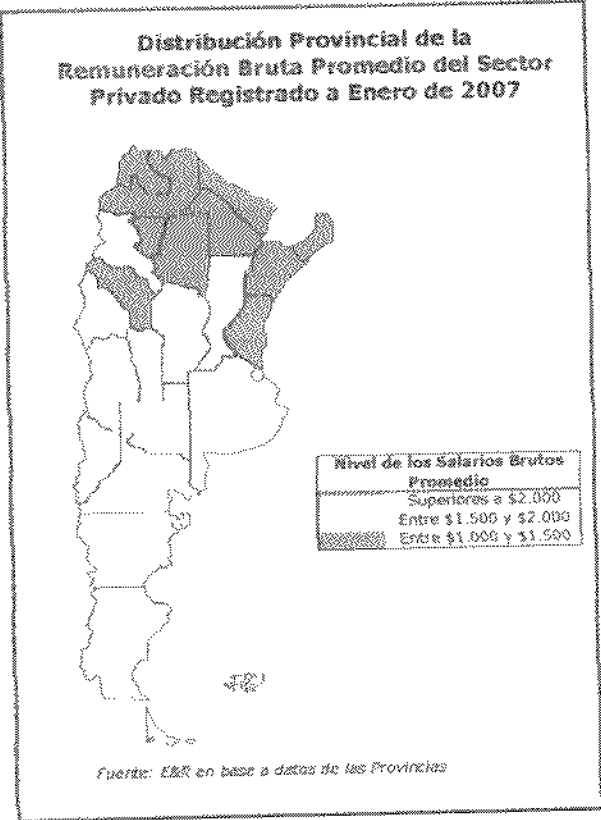 Distribución Provincial de la
Remuneración Bruta Promedio del Sector
Privado Registrado a Enero de 2007
Nivel de los Salarios Brutos
Promedio
Superiores a $2.000
Entre $1.500 y $2.000
Entre $1.000 y $1.500
Fuente: E&R en base a datos de las Provincias